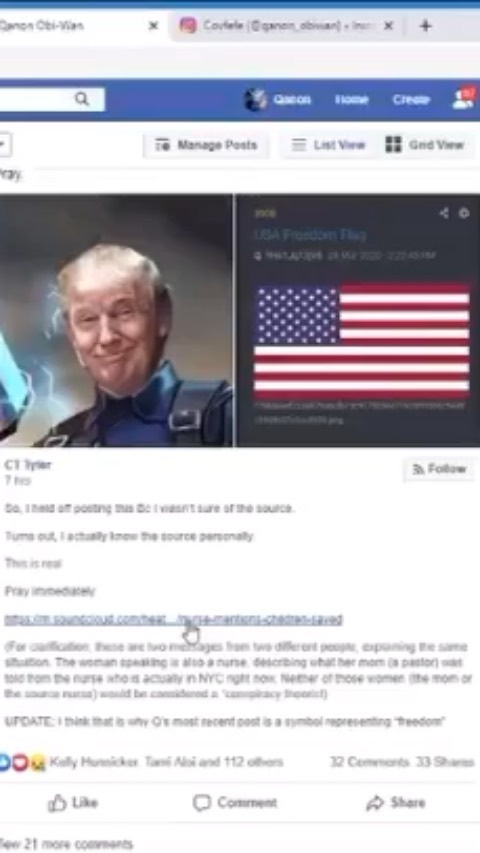 Qanon Obi-Wan
Covfefe (@qanon_obiwan) • Inst
Qanon Home Create
Manage Posts List View Grid View
Pray.
USA Freedom Flag
CT Tyler
Follow
7 hrs
So, I held off posting this Bc I wasn't sure of the source.
Turns out, I actually know the source personally.
This is real
Pray immediately
https://m.soundcloud.com/heat.../nurse-mentions-children-saved
(For clarification, these are two messages from two different people, explaining the same
situation. The woman speaking is also a nurse, describing what her mom (a pastor) was
told from the nurse who is actually in NYC right now. Neither of those women (the mom or
the source nurse) would be considered a "conspiracy theorist)
UPDATE: I think that is why Q's most recent post is a symbol representing "freedom"
Kelly Hunnicker, Tami and 112 others 32 Comments 33 Shares
Like Comment Share
View 21 more comments